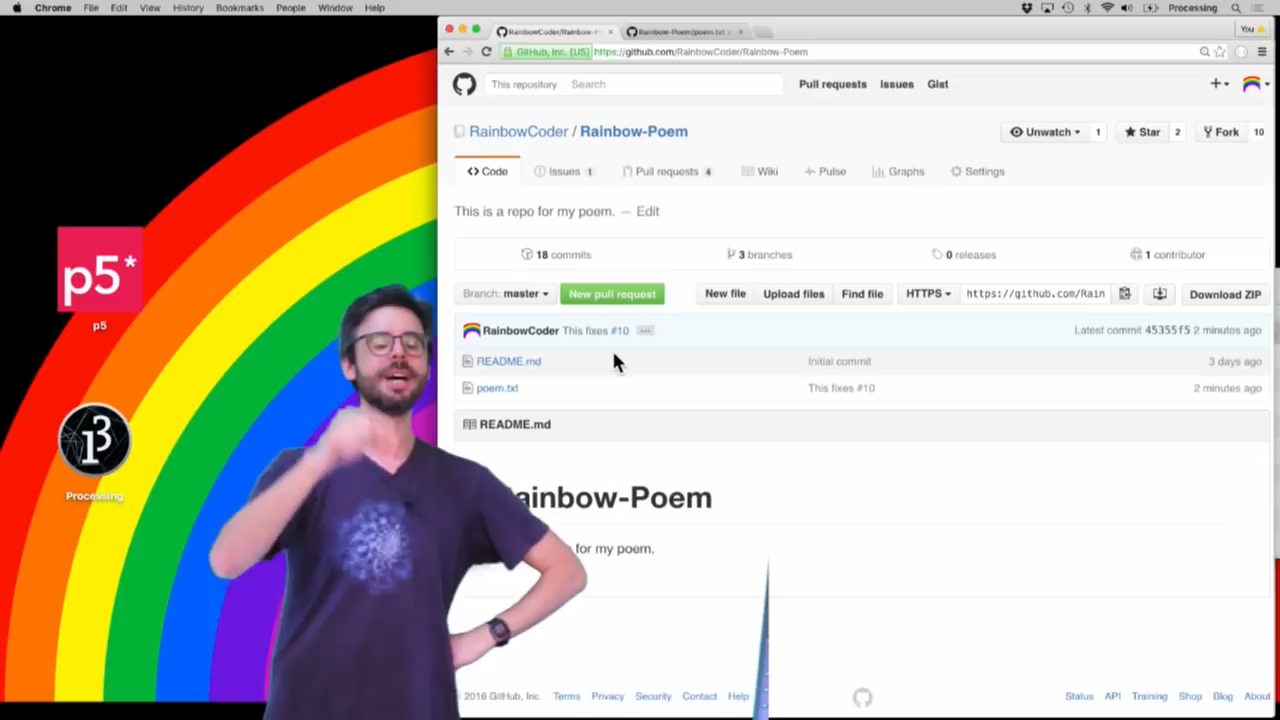 Chrome File Edit View History Bookmarks People Window Help Processing
RainbowCoder/Rainbow-P Rainbow-Poem/poem.txt You
GitHub, Inc. [US] https://github.com/RainbowCoder/Rainbow-Poem
This repository Search Pull requests Issues Gist
RainbowCoder / Rainbow-Poem Unwatch 1 Star 2 Fork 10
Code Issues 1 Pull requests 4 Wiki Pulse Graphs Settings
This is a repo for my poem. — Edit
18 commits 3 branches 0 releases 1 contributor
Branch: master New pull request New file Upload files Find file HTTPS https://github.com/Rain Download ZIP
RainbowCoder This fixes #10 ... Latest commit 45355f5 2 minutes ago
README.md Initial commit 3 days ago
poem.txt This fixes #10 2 minutes ago
README.md
ainbow-Poem
for my poem.
2016 GitHub, Inc. Terms Privacy Security Contact Help Status API Training Shop Blog About
p5*
p5
Processing